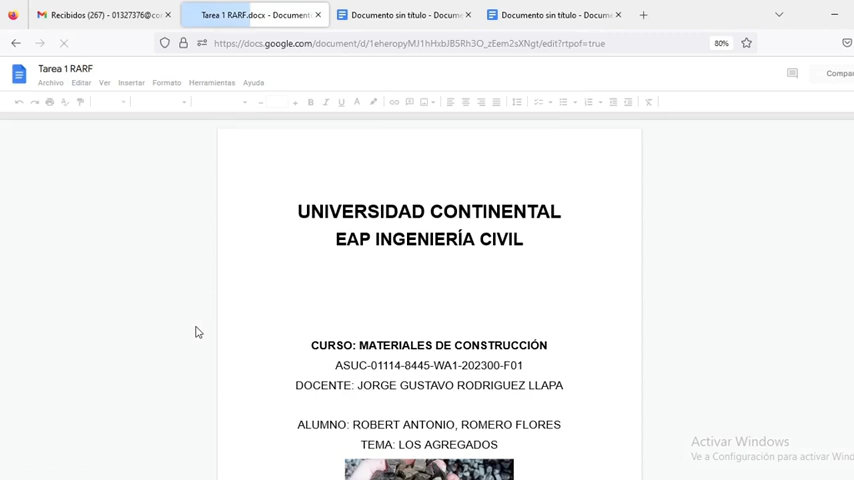 Recibidos (267) - 01327376@co
Tarea 1 RARF.docx - Document
Documento sin título - Docume
Documento sin título - Docume
https://docs.google.com/document/d/1eheropyMJ1hHxbJB5Rh3O_zEem2sXNgt/edit?rtpof=true
80%
Tarea 1 RARF
Archivo Editar Ver Insertar Formato Herramientas Ayuda
Compar
UNIVERSIDAD CONTINENTAL
EAP INGENIERÍA CIVIL
CURSO: MATERIALES DE CONSTRUCCIÓN
ASUC-01114-8445-WA1-202300-F01
DOCENTE: JORGE GUSTAVO RODRIGUEZ LLAPA
ALUMNO: ROBERT ANTONIO, ROMERO FLORES
TEMA: LOS AGREGADOS
Activar Windows
Ve a Configuración para activar Wind